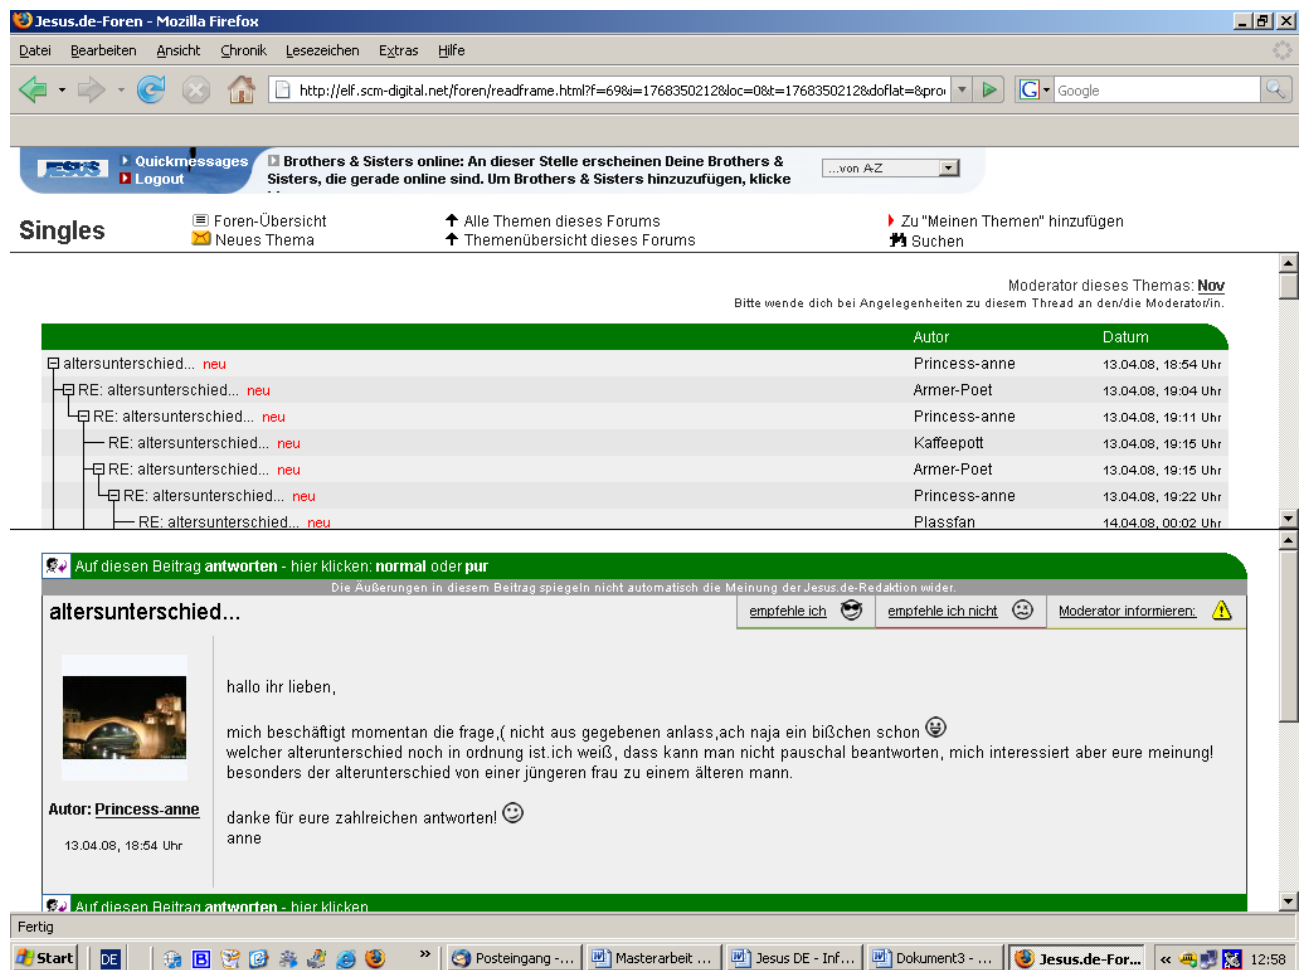 Jesus.de-Foren - Mozilla Firefox
Datei Bearbeiten Ansicht Chronik Lesezeichen Extras Hilfe
http://elf.scm-digital.net/foren/readframe.html?f=69&i=1768350212&loc=0&t=1768350212&doflat=&pro
G Google
JESUS Quickmessages
Logout
Brothers & Sisters online: An dieser Stelle erscheinen Deine Brothers &
Sisters, die gerade online sind. Um Brothers & Sisters hinzuzufügen, klicke
...von A-Z
Singles
Foren-Übersicht
Neues Thema
Alle Themen dieses Forums
Themenübersicht dieses Forums
Zu "Meinen Themen" hinzufügen
Suchen
Moderator dieses Themas: Nov
Bitte wende dich bei Angelegenheiten zu diesem Thread an den/die Moderator/in.
Autor Datum
altersunterschied... neu Princess-anne 13.04.08, 18:54 Uhr
RE: altersunterschied... neu Armer-Poet 13.04.08, 19:04 Uhr
RE: altersunterschied... neu Princess-anne 13.04.08, 19:11 Uhr
RE: altersunterschied... neu Kaffeepott 13.04.08, 19:15 Uhr
RE: altersunterschied... neu Armer-Poet 13.04.08, 19:15 Uhr
RE: altersunterschied... neu Princess-anne 13.04.08, 19:22 Uhr
RE: altersunterschied... neu Plassfan 14.04.08, 00:02 Uhr
Auf diesen Beitrag antworten - hier klicken: normal oder pur
Die Äußerungen in diesem Beitrag spiegeln nicht automatisch die Meinung der Jesus.de-Redaktion wider.
altersunterschied...
empfehle ich
empfehle ich nicht
Moderator informieren:
Autor: Princess-anne
13.04.08, 18:54 Uhr
hallo ihr lieben,
mich beschäftigt momentan die frage,( nicht aus gegebenen anlass,ach naja ein bißchen schon
welcher alterunterschied noch in ordnung ist.ich weiß, dass kann man nicht pauschal beantworten, mich interessiert aber eure meinung!
besonders der alterunterschied von einer jüngeren frau zu einem älteren mann.
danke für eure zahlreichen antworten!
anne
Auf diesen Beitrag antworten - hier klicken
Fertig
Start DE B » Posteingang -... Masterarbeit ... Jesus DE - Inf... Dokument3 - ... Jesus.de-For... « 12:58